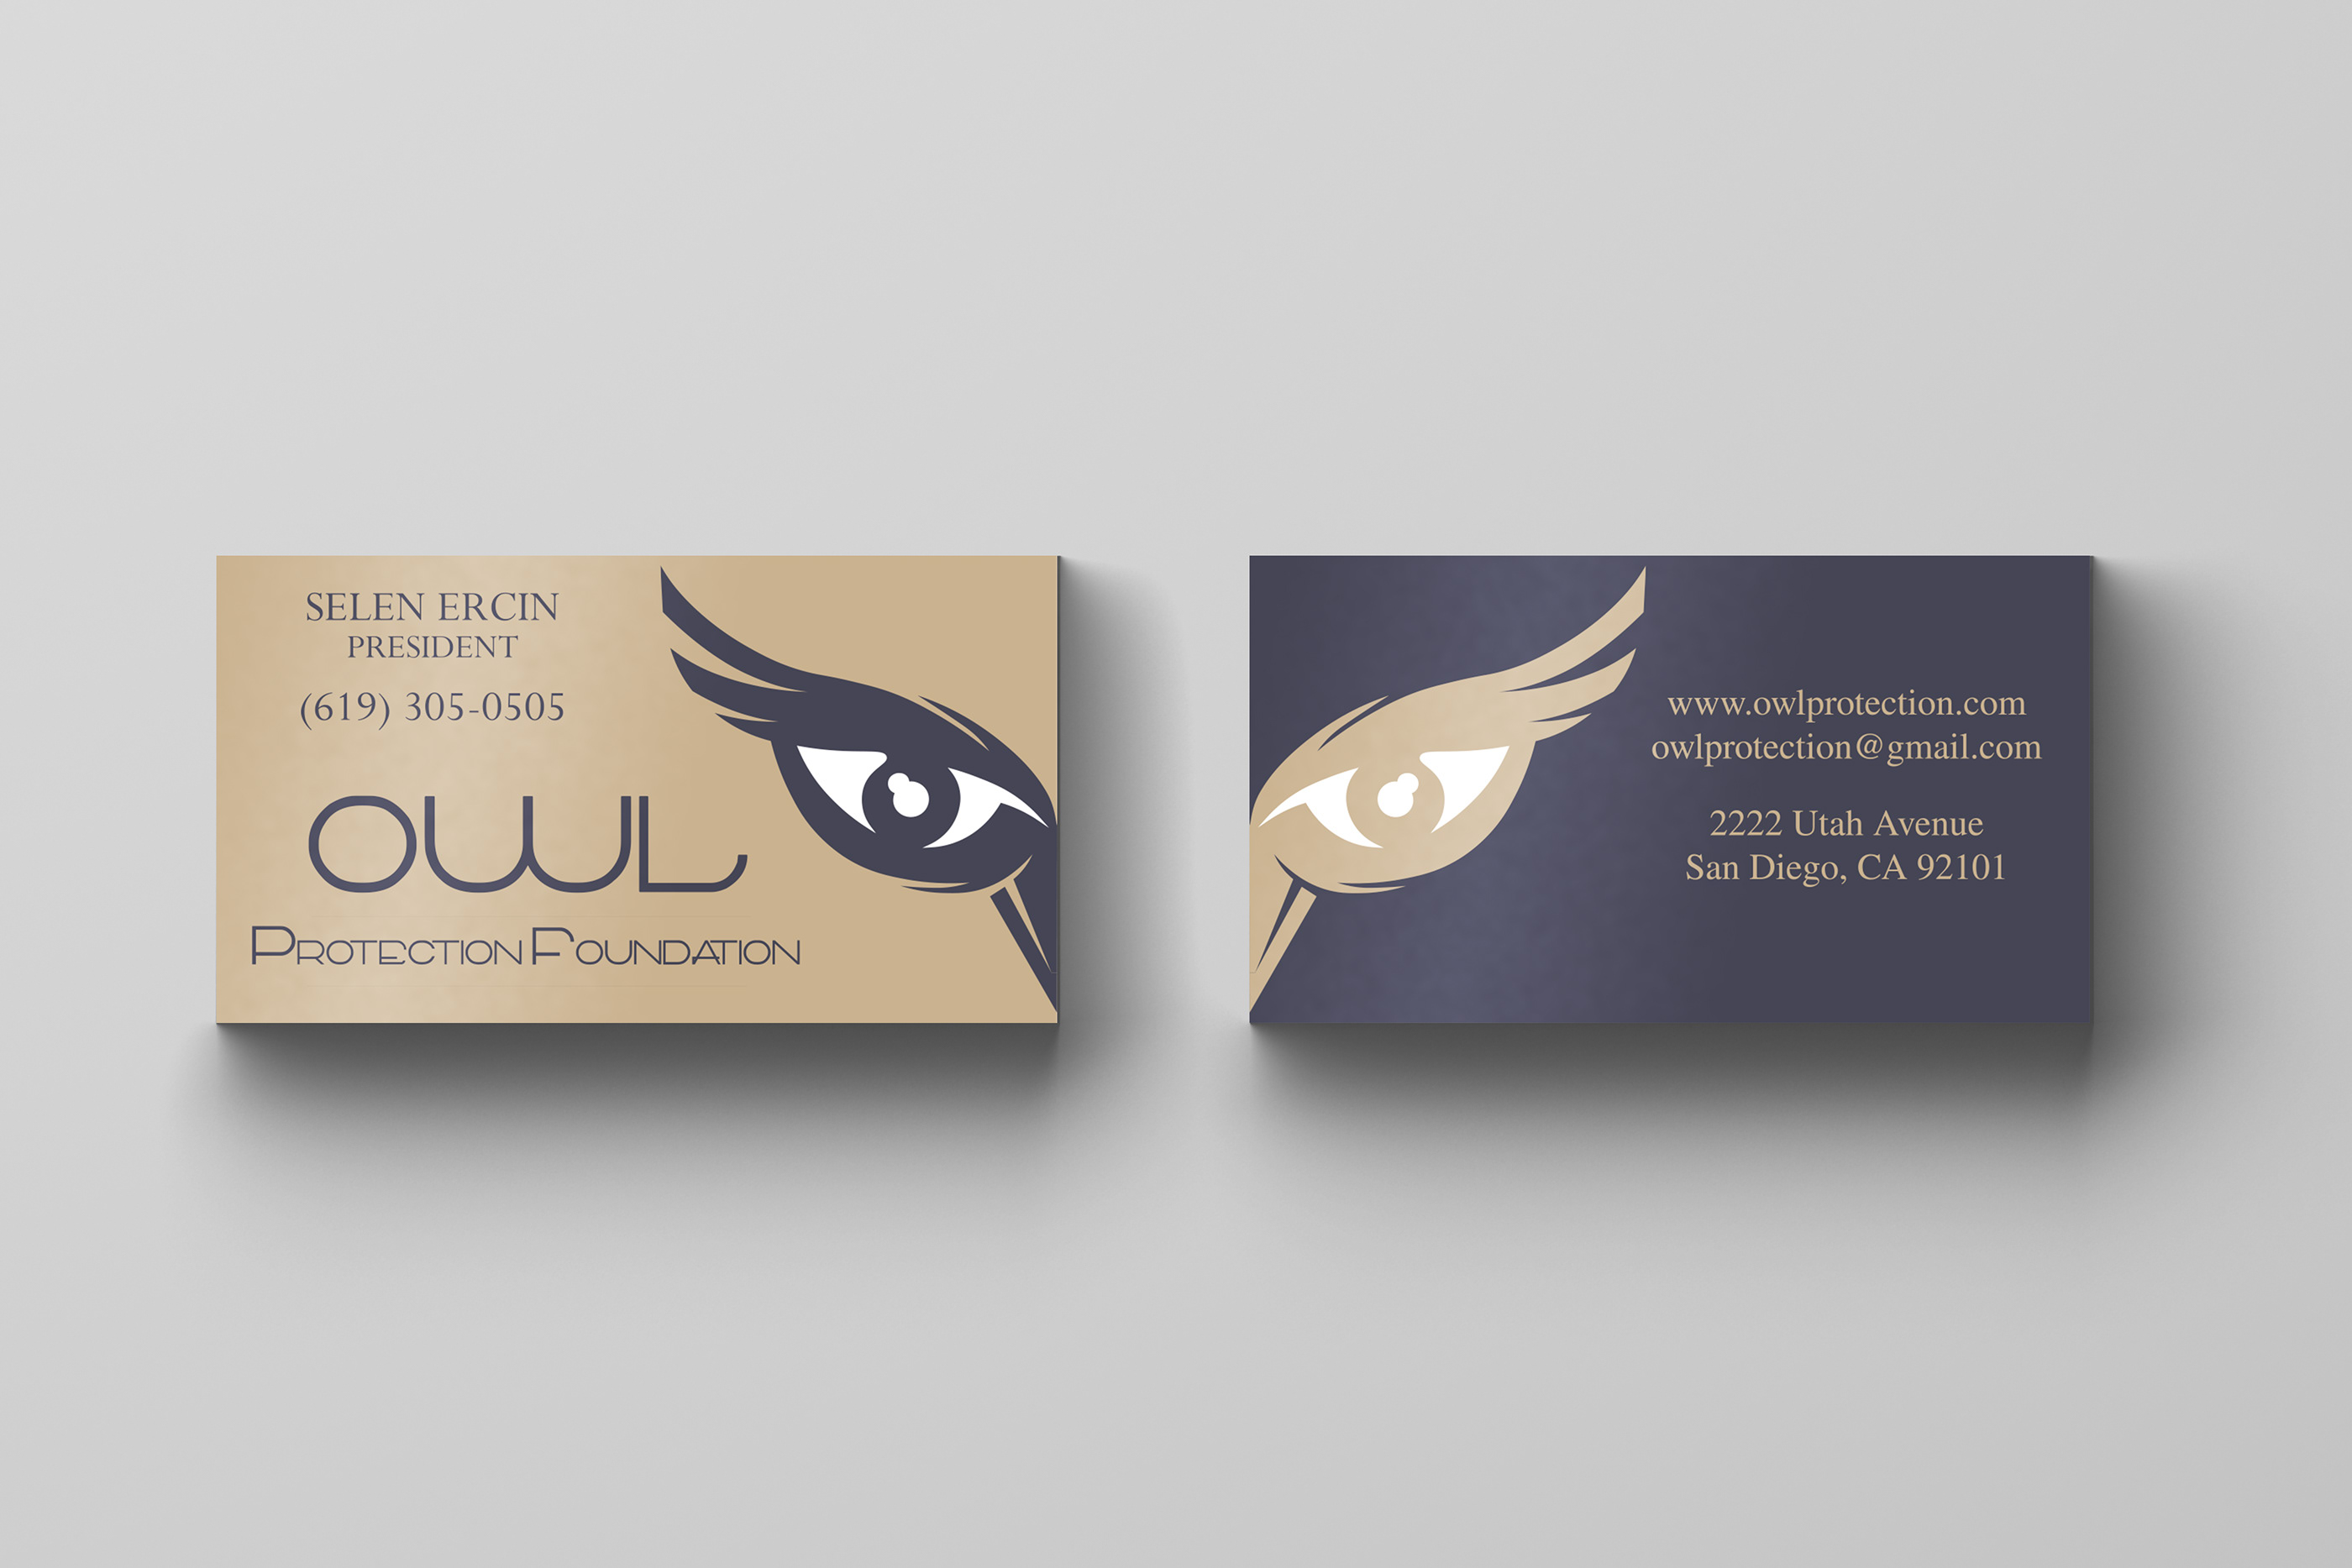 SELEN ERCIN
PRESIDENT
(619) 305-0505
OWL
PROTECTION FOUNDATION
www.owlprotection.com
owlprotection@gmail.com
2222 Utah Avenue
San Diego, CA 92101